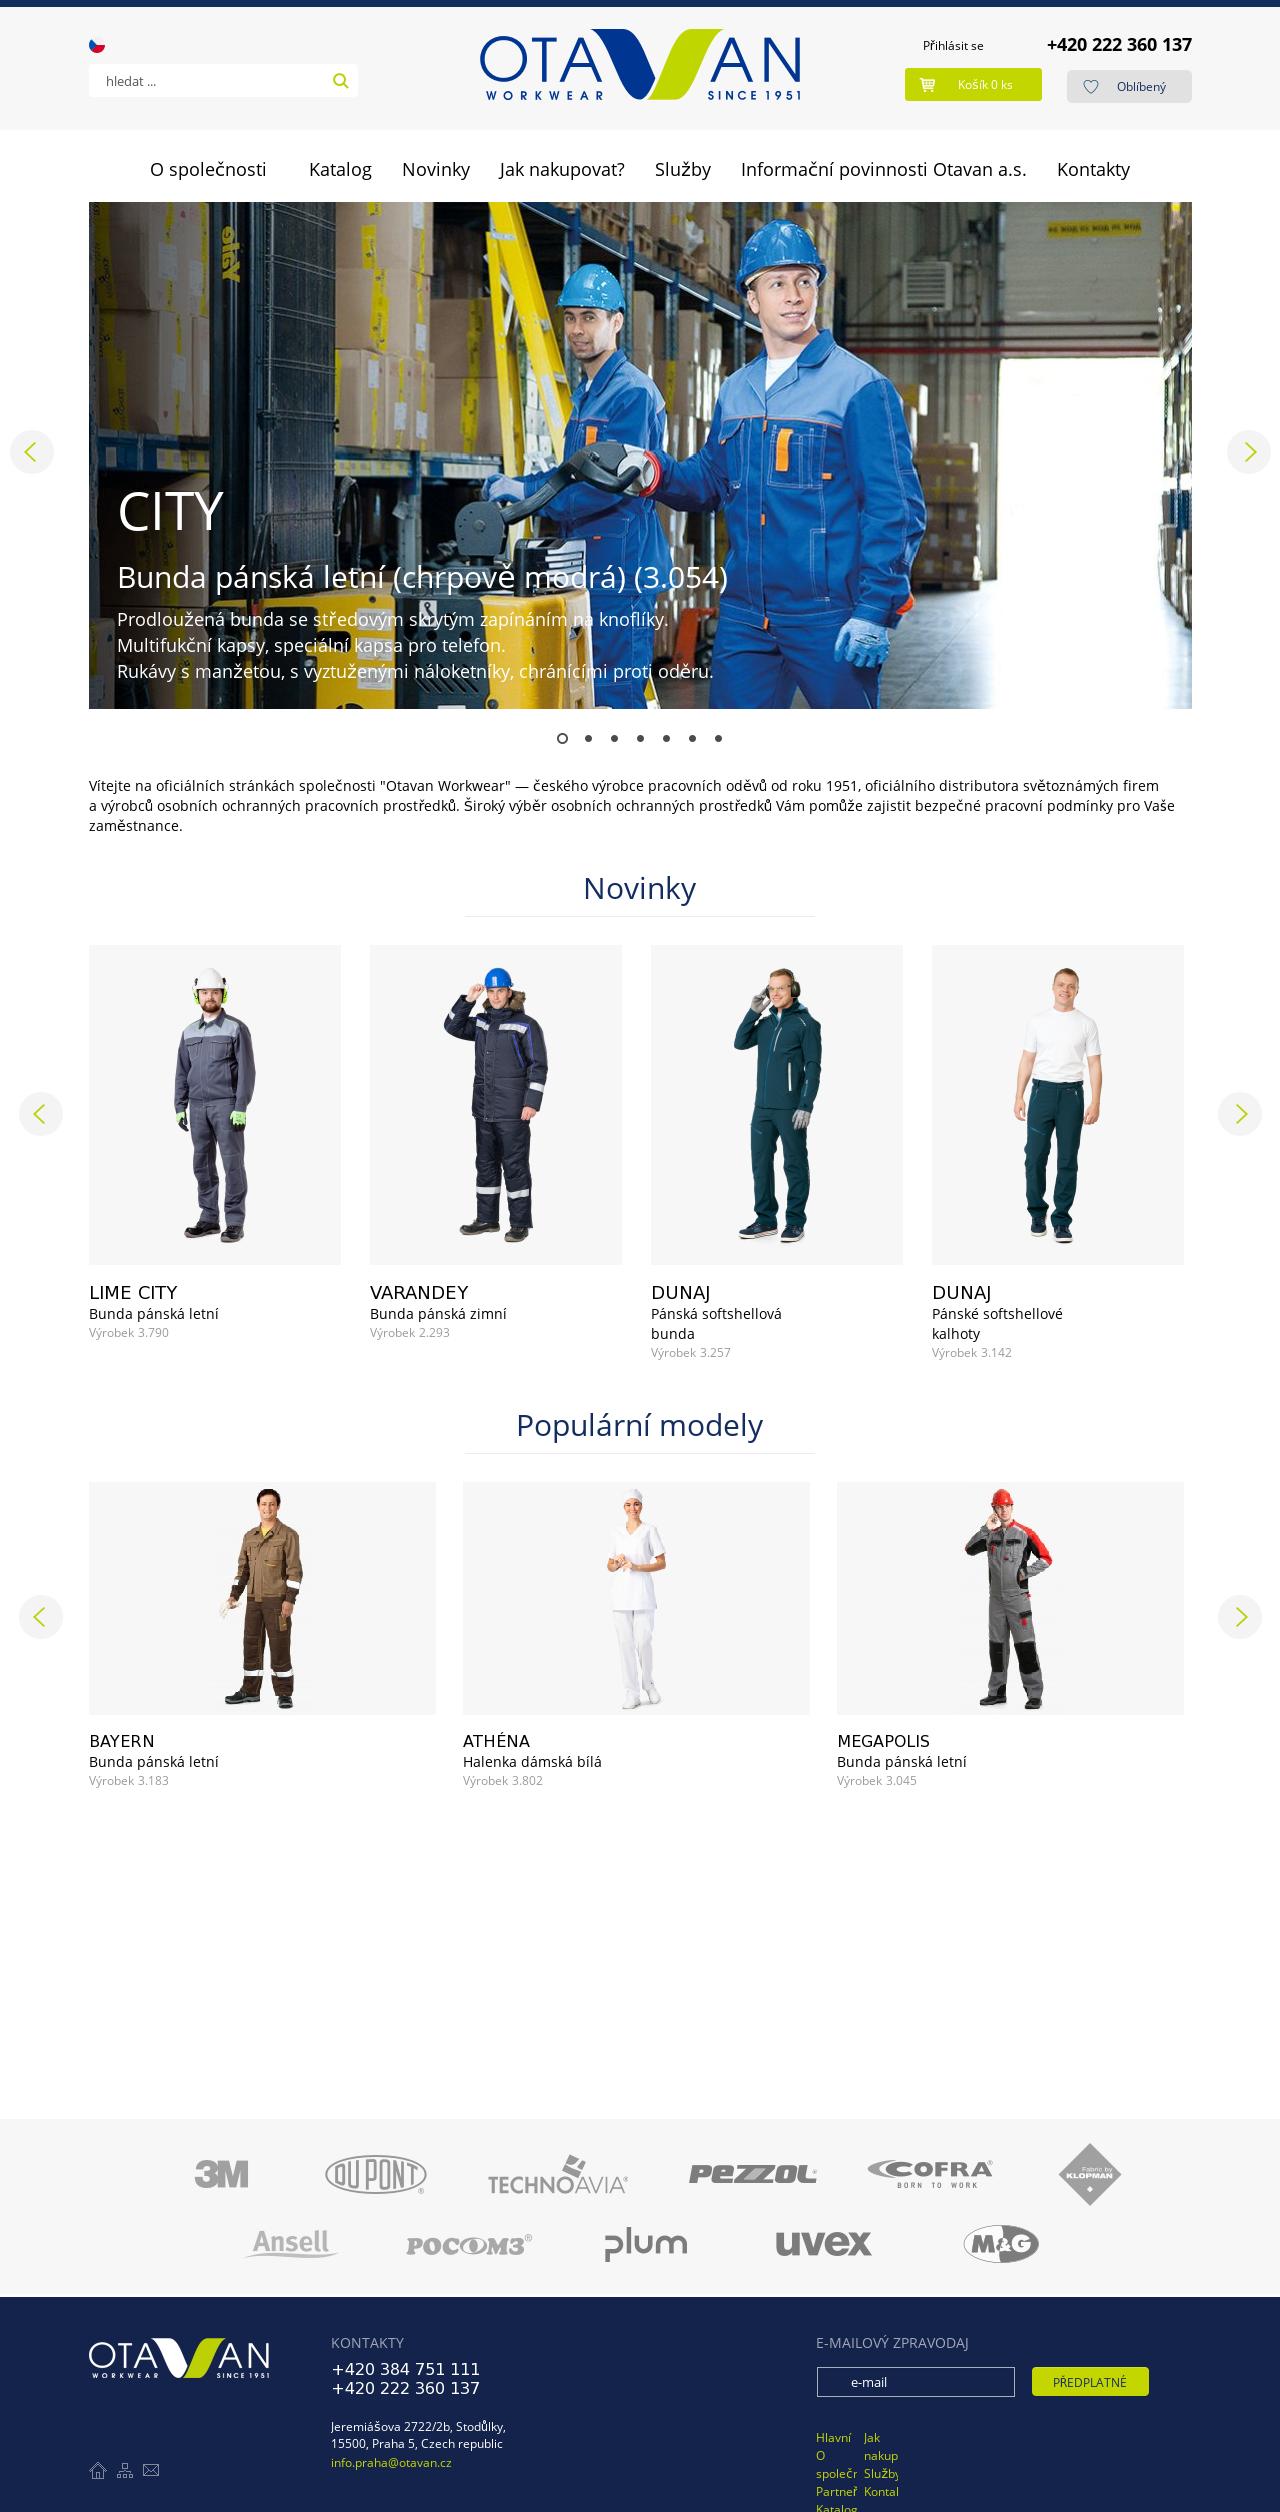 hledat ...
OTAVAN
WORKWEAR SINCE 1951
Přihlásit se
+420 222 360 137
Košík 0 ks
Oblíbený
O společnosti Katalog Novinky Jak nakupovat? Služby Informační povinnosti Otavan a.s. Kontakty
CITY
Bunda pánská letní (chrpově modrá) (3.054)
Prodloužená bunda se středovým skrytým zapínáním na knoflíky.
Multifukční kapsy, speciální kapsa pro telefon.
Rukávy s manžetou, s vyztuženými náloketníky, chránícími proti oděru.
Vítejte na oficiálních stránkách společnosti "Otavan Workwear" — českého výrobce pracovních oděvů od roku 1951, oficiálního distributora světoznámých firem
a výrobců osobních ochranných pracovních prostředků. Široký výběr osobních ochranných prostředků Vám pomůže zajistit bezpečné pracovní podmínky pro Vaše
zaměstnance.
Novinky
LIME CITY
Bunda pánská letní
Výrobek 3.790
VARANDEY
Bunda pánská zimní
Výrobek 2.293
DUNAJ
Pánská softshellová
bunda
Výrobek 3.257
DUNAJ
Pánské softshellové
kalhoty
Výrobek 3.142
Populární modely
BAYERN
Bunda pánská letní
Výrobek 3.183
ATHÉNA
Halenka dámská bílá
Výrobek 3.802
MEGAPOLIS
Bunda pánská letní
Výrobek 3.045
3M
DU PONT®
TECHNOAVIA®
PEZZOL®
COFRA®
BORN TO WORK
Fabric by
KLOPMAN
Ansell
РОСОМЗ®
plum
uvex
M&G
OTAVAN
WORKWEAR SINCE 1951
KONTAKTY
+420 384 751 111
+420 222 360 137
Jeremiášova 2722/2b, Stodůlky,
15500, Praha 5, Czech republic
info.praha@otavan.cz
E-MAILOVÝ ZPRAVODAJ
e-mail
PŘEDPLATNÉ
Hlavní
O
společr
Partneř
Katalog
Jak
nakup
Služby
Kontal